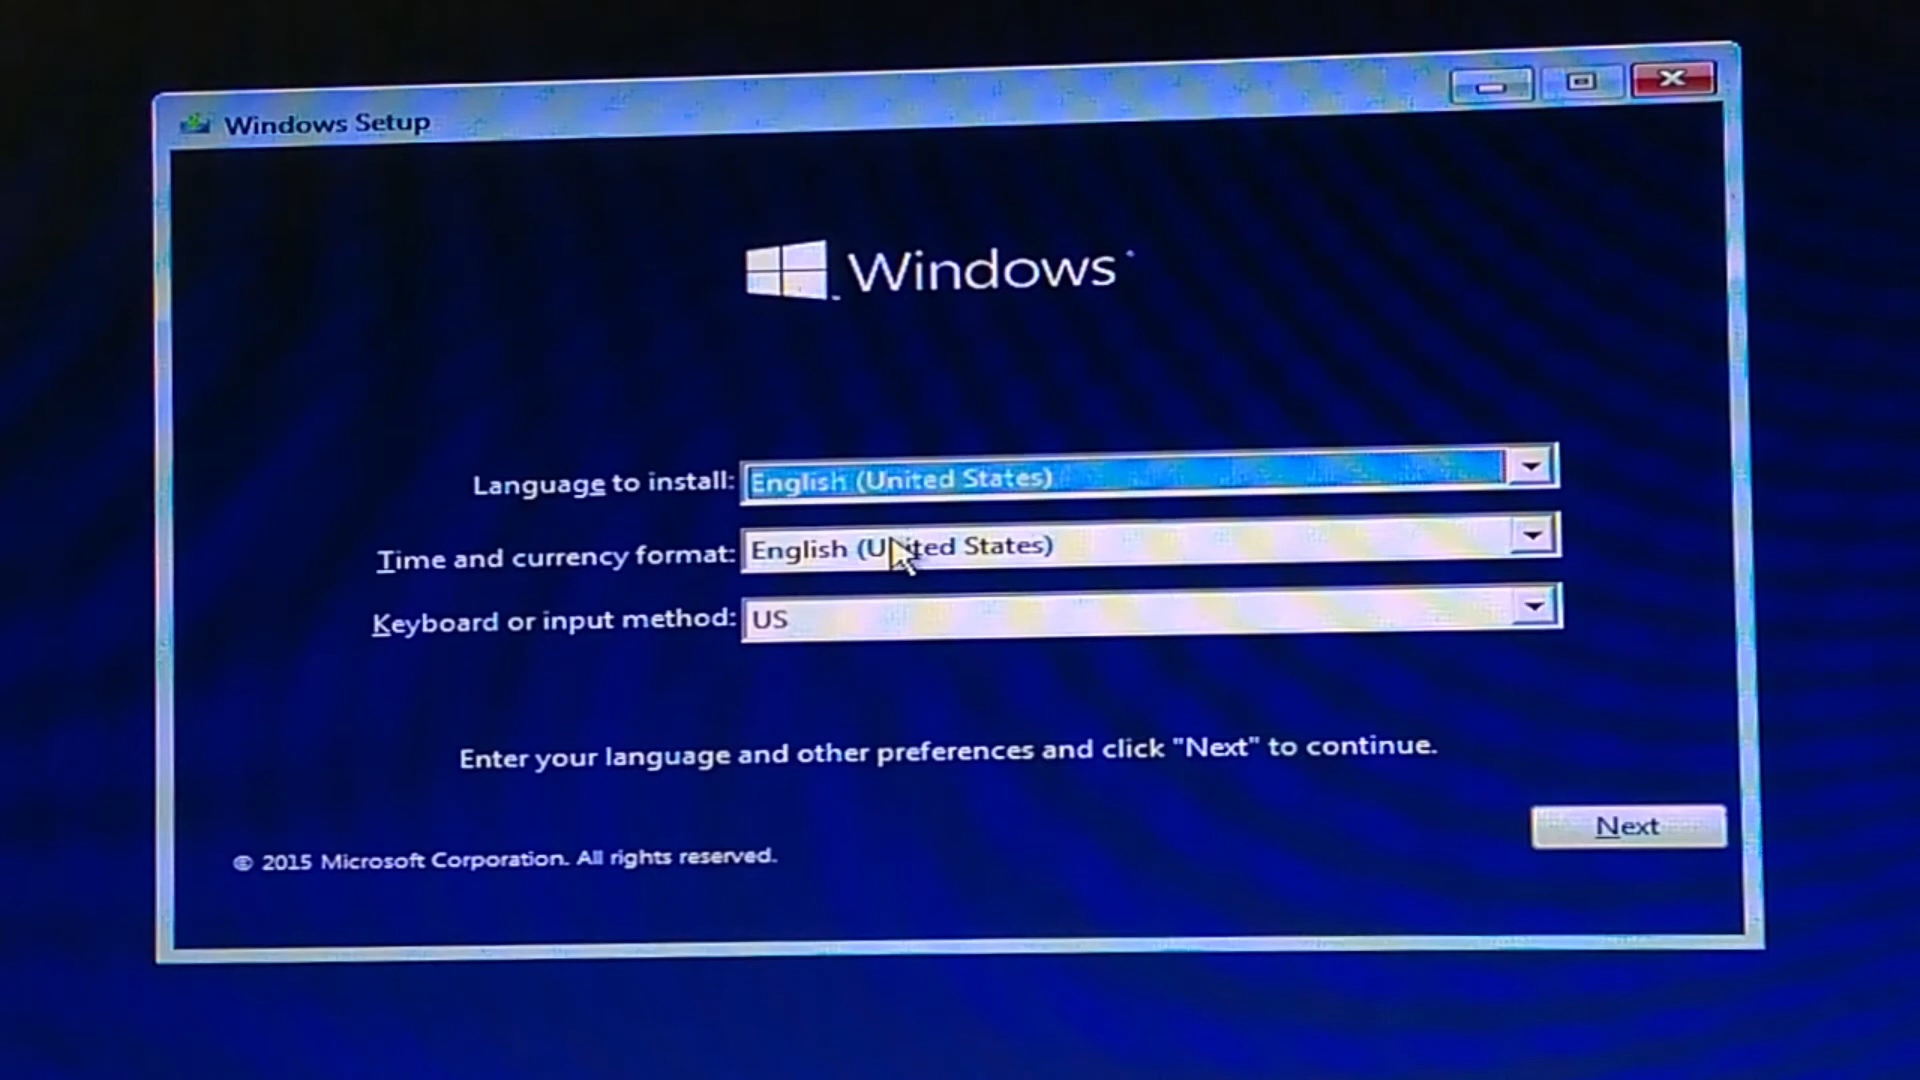 Windows Setup
Windows
Language to install: English (United States)
Time and currency format: English (United States)
Keyboard or input method: US
Enter your language and other preferences and click "Next" to continue.
Next
© 2015 Microsoft Corporation. All rights reserved.